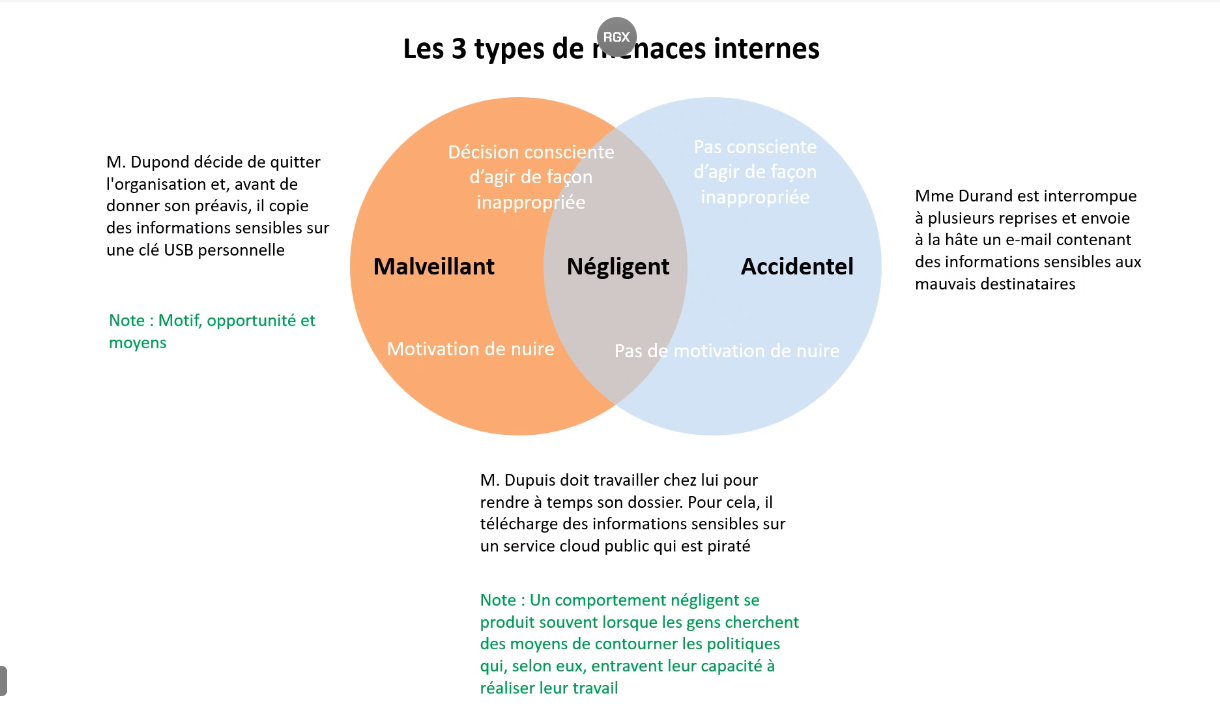 Les 3 types de menaces internes
RGX
M. Dupond décide de quitter
l'organisation et, avant de
donner son préavis, il copie
des informations sensibles sur
une clé USB personnelle
Note : Motif, opportunité et
moyens
Décision consciente
d’agir de façon
inappropriée
Malveillant
Motivation de nuire
Négligent
Pas consciente
d’agir de façon
inappropriée
Accidentel
Pas de motivation de nuire
Mme Durand est interrompue
à plusieurs reprises et envoie
à la hâte un e-mail contenant
des informations sensibles aux
mauvais destinataires
M. Dupuis doit travailler chez lui pour
rendre à temps son dossier. Pour cela, il
télécharge des informations sensibles sur
un service cloud public qui est piraté
Note : Un comportement négligent se
produit souvent lorsque les gens cherchent
des moyens de contourner les politiques
qui, selon eux, entravent leur capacité à
réaliser leur travail